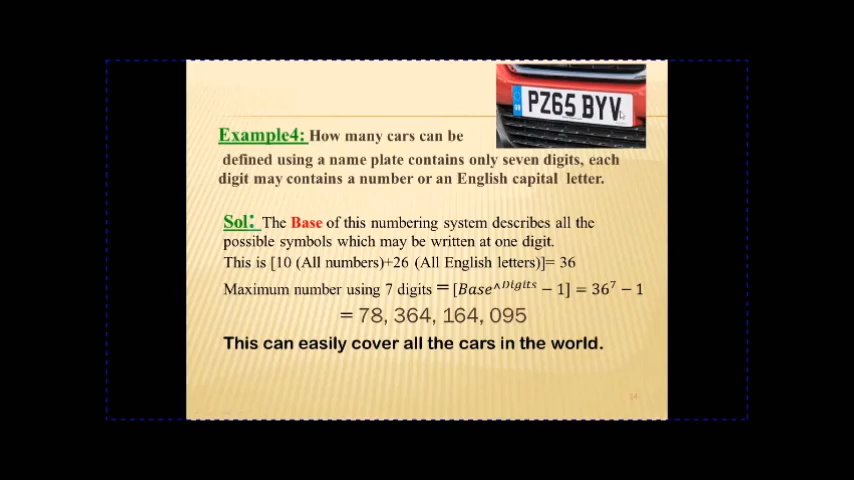 PZ65 BYV
Example4: How many cars can be
defined using a name plate contains only seven digits, each
digit may contains a number or an English capital letter.
Sol: The Base of this numbering system describes all the
possible symbols which may be written at one digit.
This is [10 (All numbers)+26 (All English letters)]= 36
Maximum number using 7 digits = [Base^Digits − 1] = 36⁷ − 1
= 78, 364, 164, 095
This can easily cover all the cars in the world.